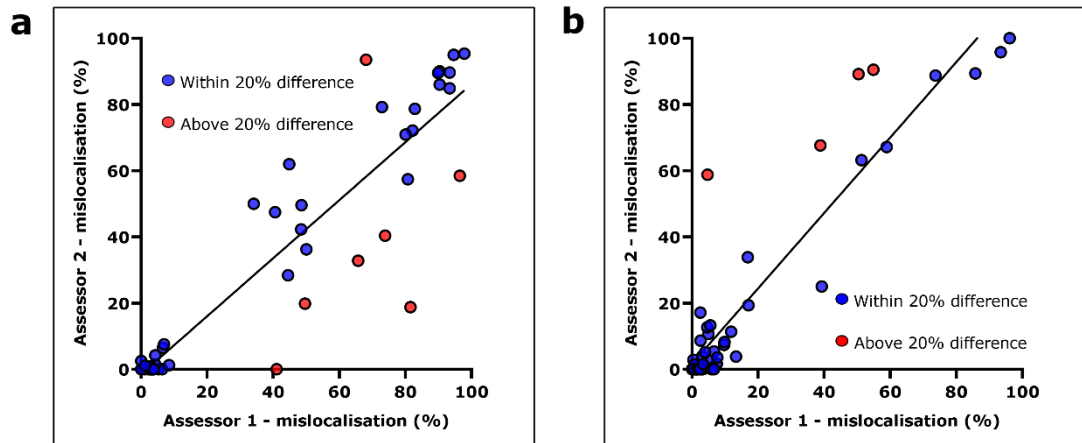 a
100
80
60
40
20
0
Assessor 2 - mislocalisation (%)
Within 20% difference
Above 20% difference
0 20 40 60 80 100
Assessor 1 - mislocalisation (%)
b
100
80
60
40
20
0
Assessor 2 - mislocalisation (%)
Within 20% difference
Above 20% difference
0 20 40 60 80 100
Assessor 1 - mislocalisation (%)